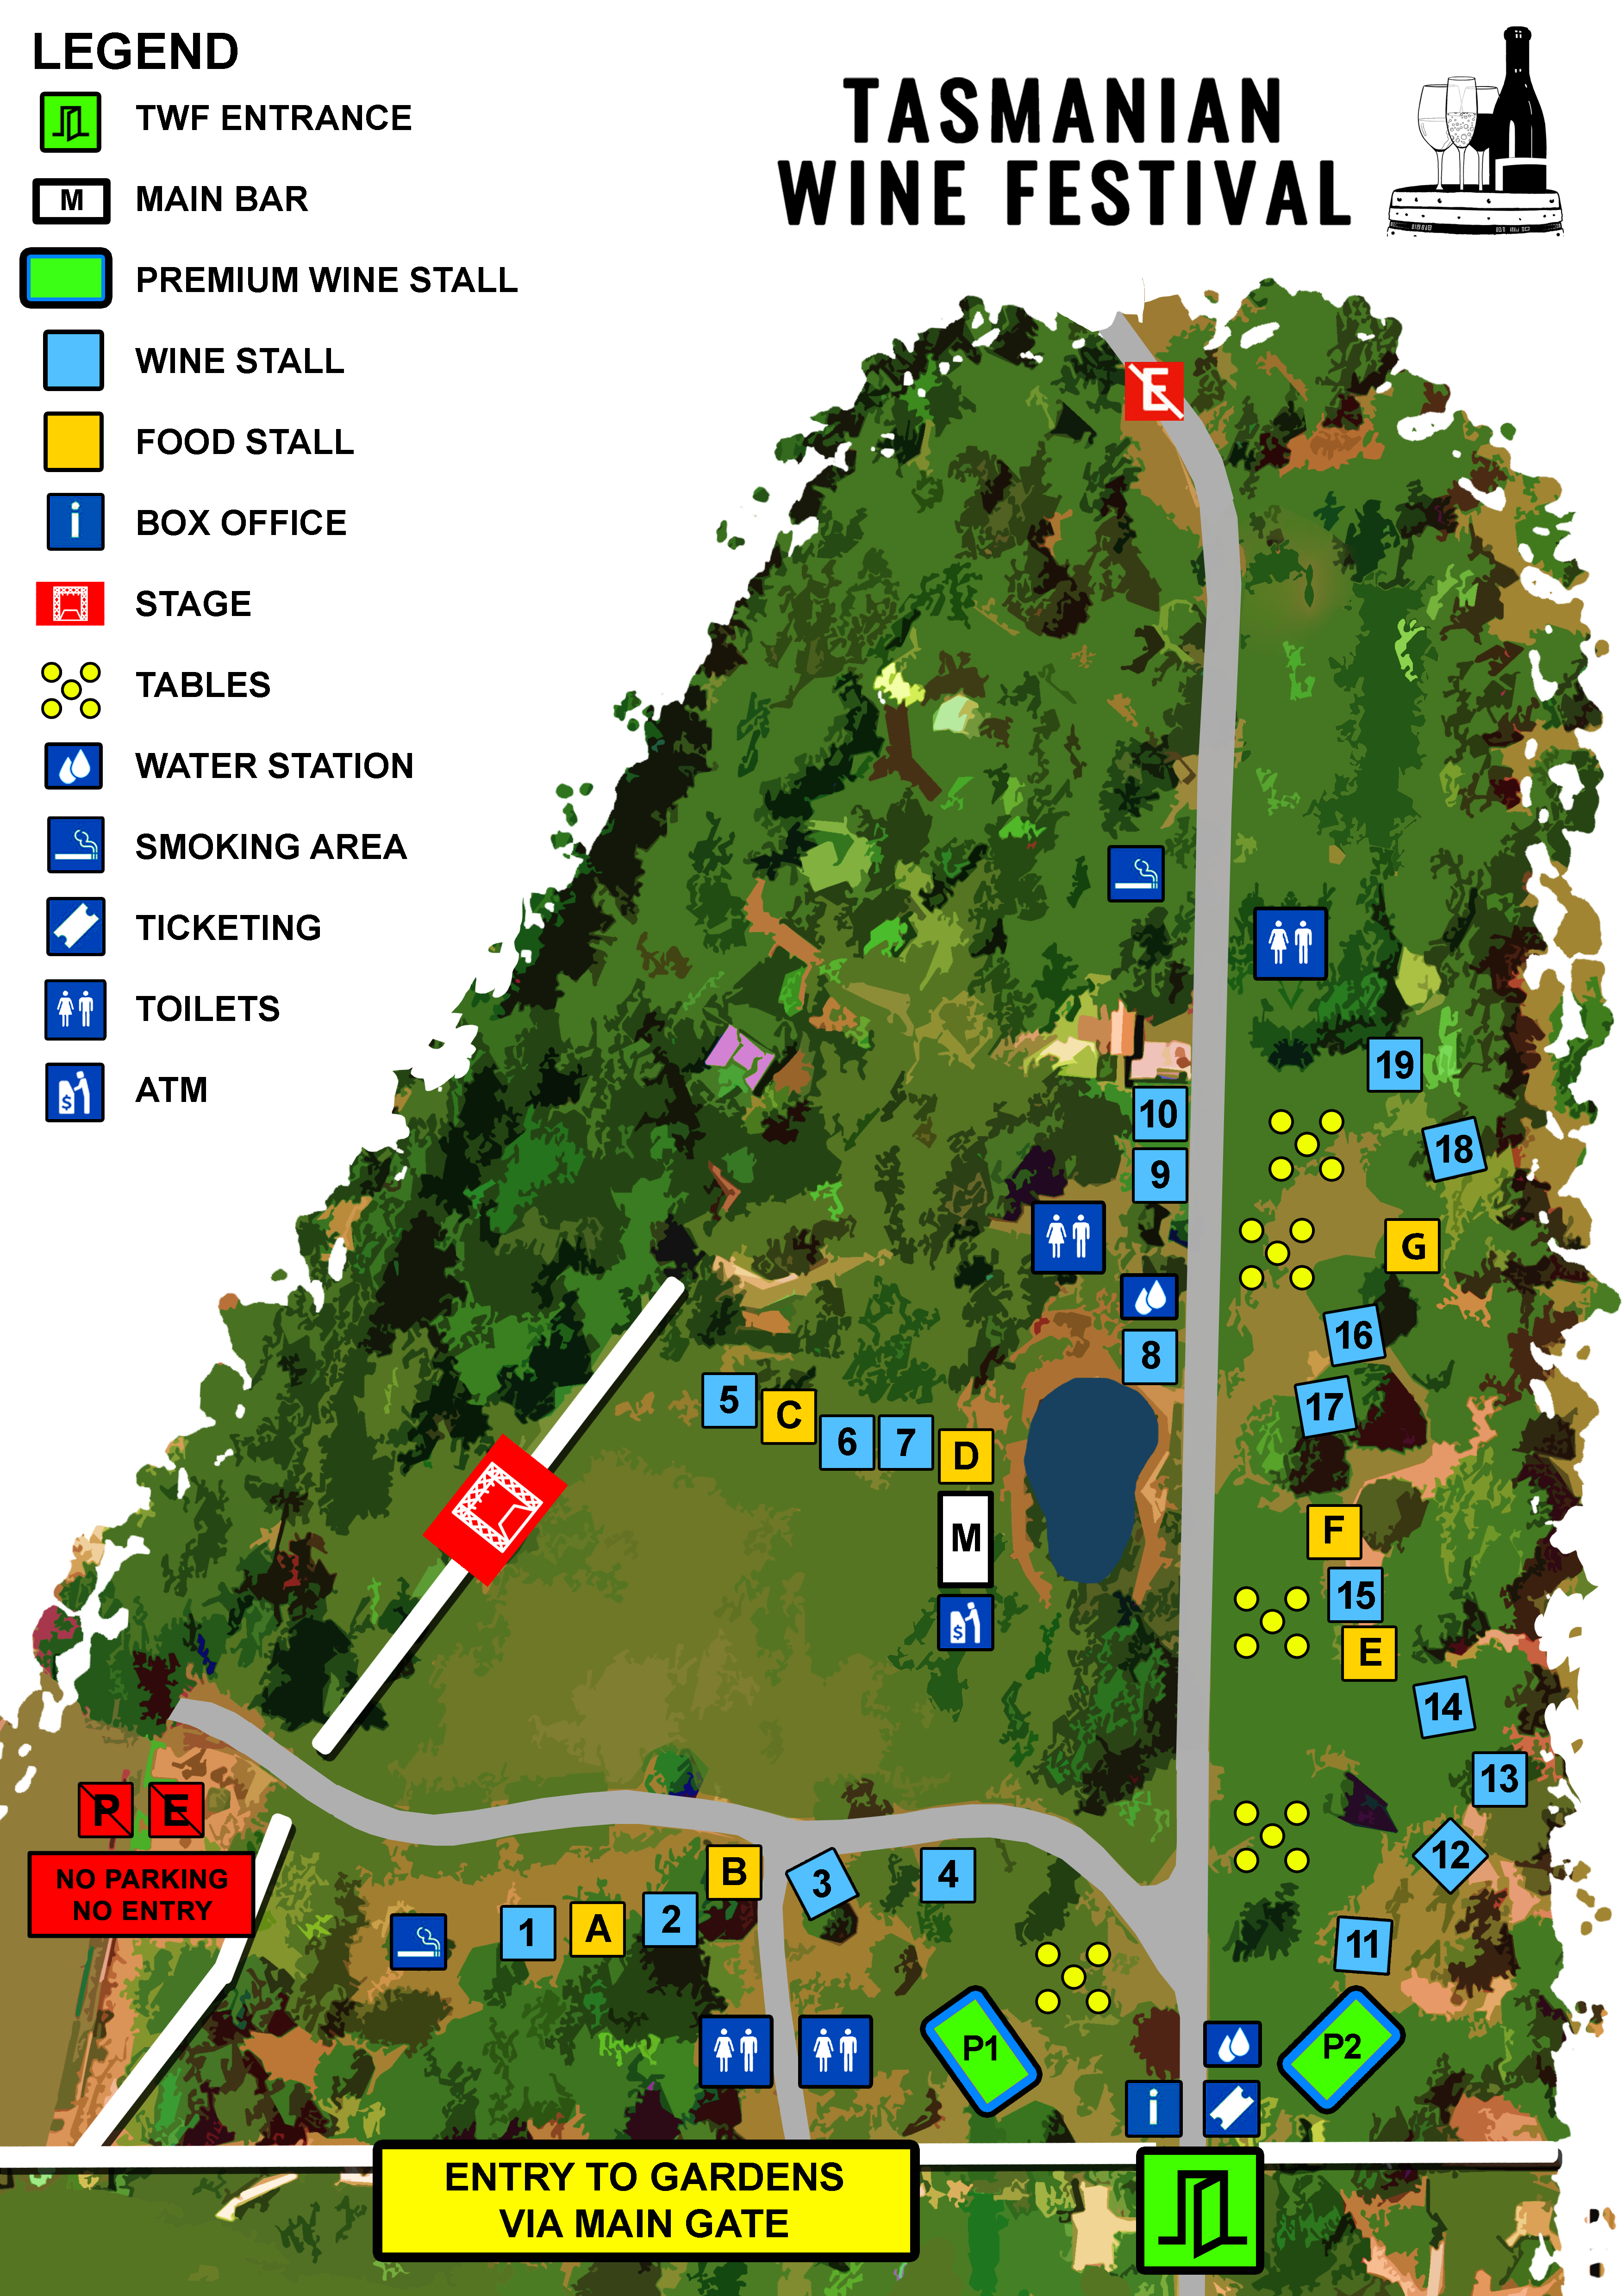 LEGEND
TWF ENTRANCE
M MAIN BAR
PREMIUM WINE STALL
WINE STALL
FOOD STALL
i BOX OFFICE
STAGE
TABLES
WATER STATION
SMOKING AREA
TICKETING
TOILETS
$ ATM
TASMANIAN
WINE FESTIVAL
E
19
10
18
9
G
16
8
5
17
C
6
7
D
F
M
15
$
E
14
13
R E
NO PARKING
NO ENTRY
12
B
3
4
2
1
A
11
P1
P2
i
ENTRY TO GARDENS
VIA MAIN GATE